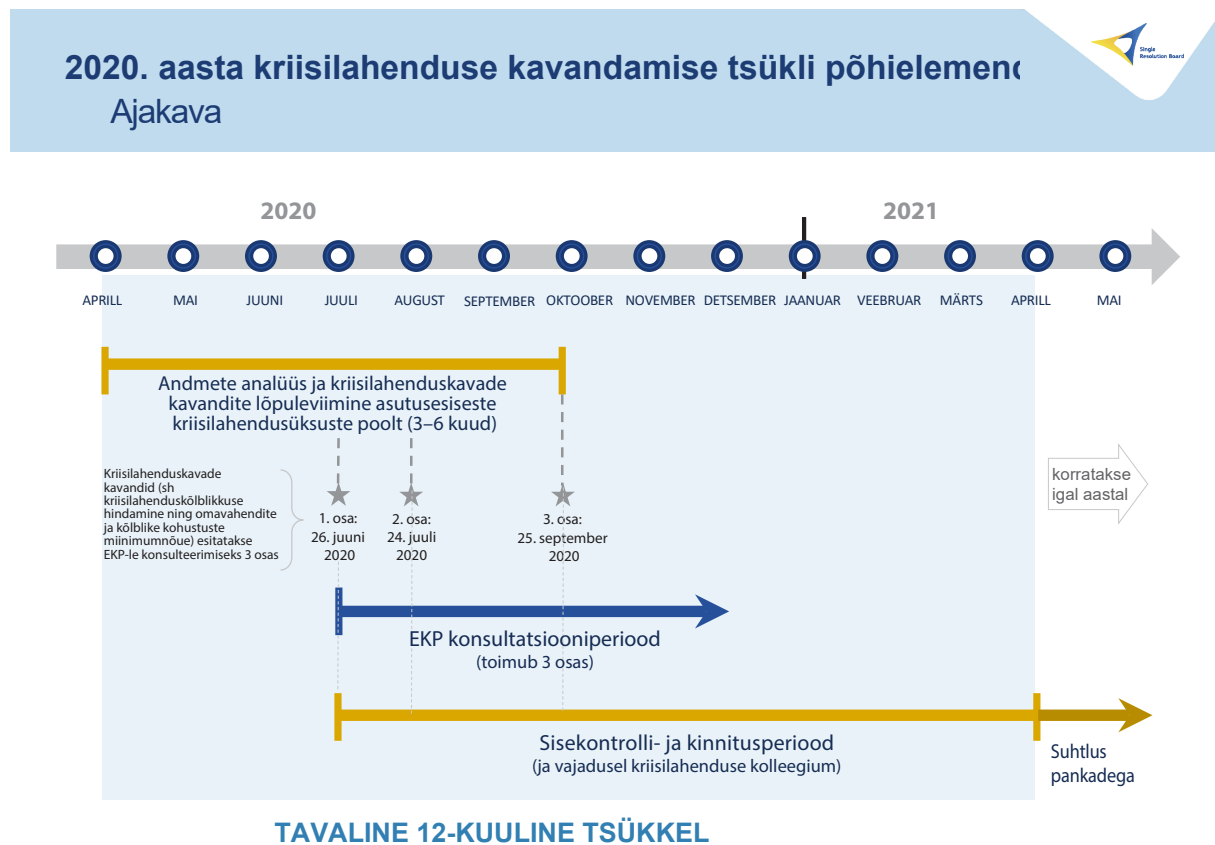 2020. aasta kriisilahenduse kavandamise tsükli
Ajakava
Single
Resolution Board
2020
2021
APRILL
MAI
JUUNI
JUULI
AUGUST
SEPTEMBER
OKTOOBER
NOVEMBER
DETSEMBER
JAANUAR
VEEBRUAR
MÄRTS
APRILL
MAI
Andmete analüüs ja kriisilahenduskavade
kavandite lõpuleviimine asutusesiseste
kriisilahendusüksuste poolt (3–6 kuud)
Kriisilahenduskavade
kavandid (sh
kriisilahenduskõlblikkuse
hindamine ning omavahendite
ja kõlblike kohustuste
miinimumnõue) esitatakse
EKP-le konsulteerimiseks 3 osas
1. osa:
26. juuni
2020
2. osa:
24. juuli
2020
3. osa:
25. september
2020
korratakse
igal aastal
EKP konsultatsiooniperiood
(toimub 3 osas)
Sisekontrolli- ja kinnitusperiood
(ja vajadusel kriisilahenduse kolleegium)
Suhtlus
pankadega
TAVALINE 12-KUULINE TSÜKKEL